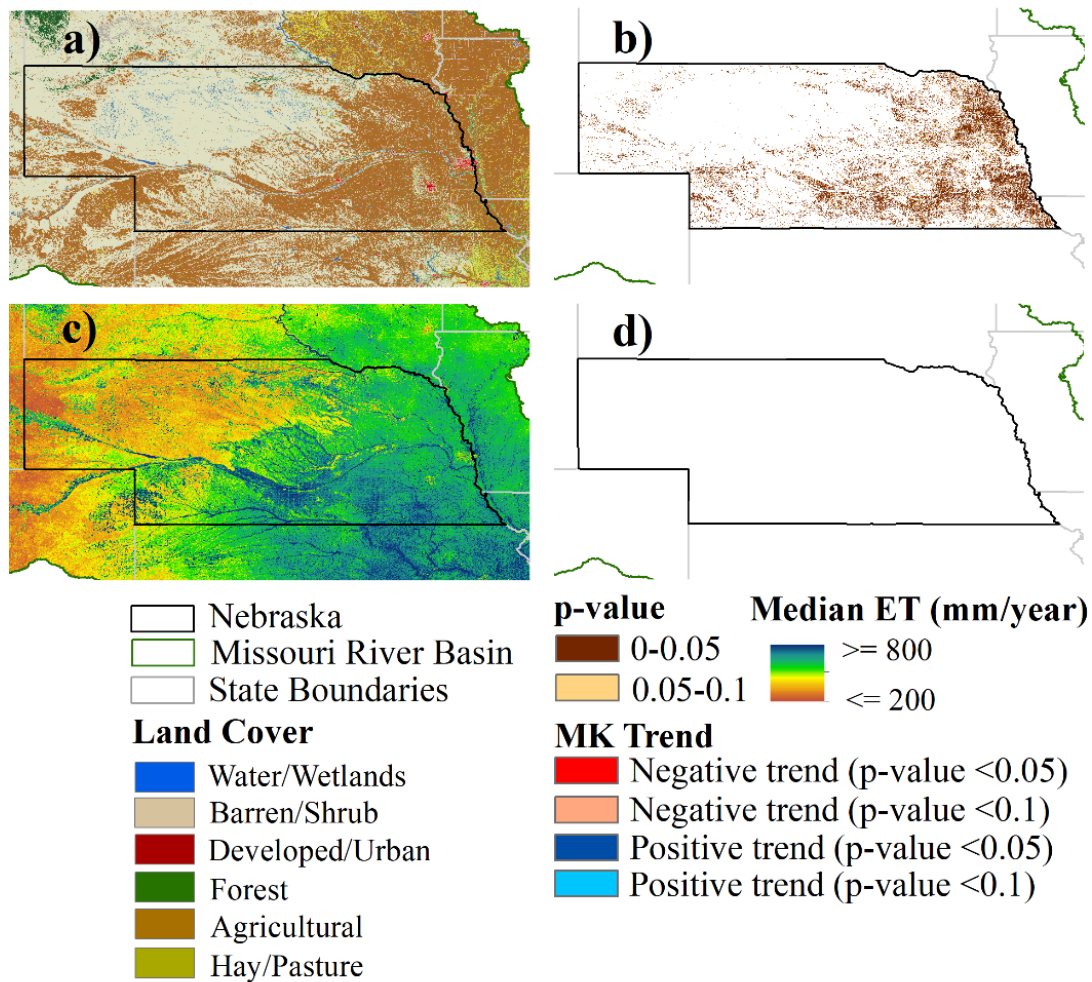 a)
b)
c)
d)
Nebraska
Missouri River Basin
State Boundaries
Land Cover
Water/Wetlands
Barren/Shrub
Developed/Urban
Forest
Agricultural
Hay/Pasture
p-value
0-0.05
0.05-0.1
Median ET (mm/year)
>= 800
<= 200
MK Trend
Negative trend (p-value <0.05)
Negative trend (p-value <0.1)
Positive trend (p-value <0.05)
Positive trend (p-value <0.1)